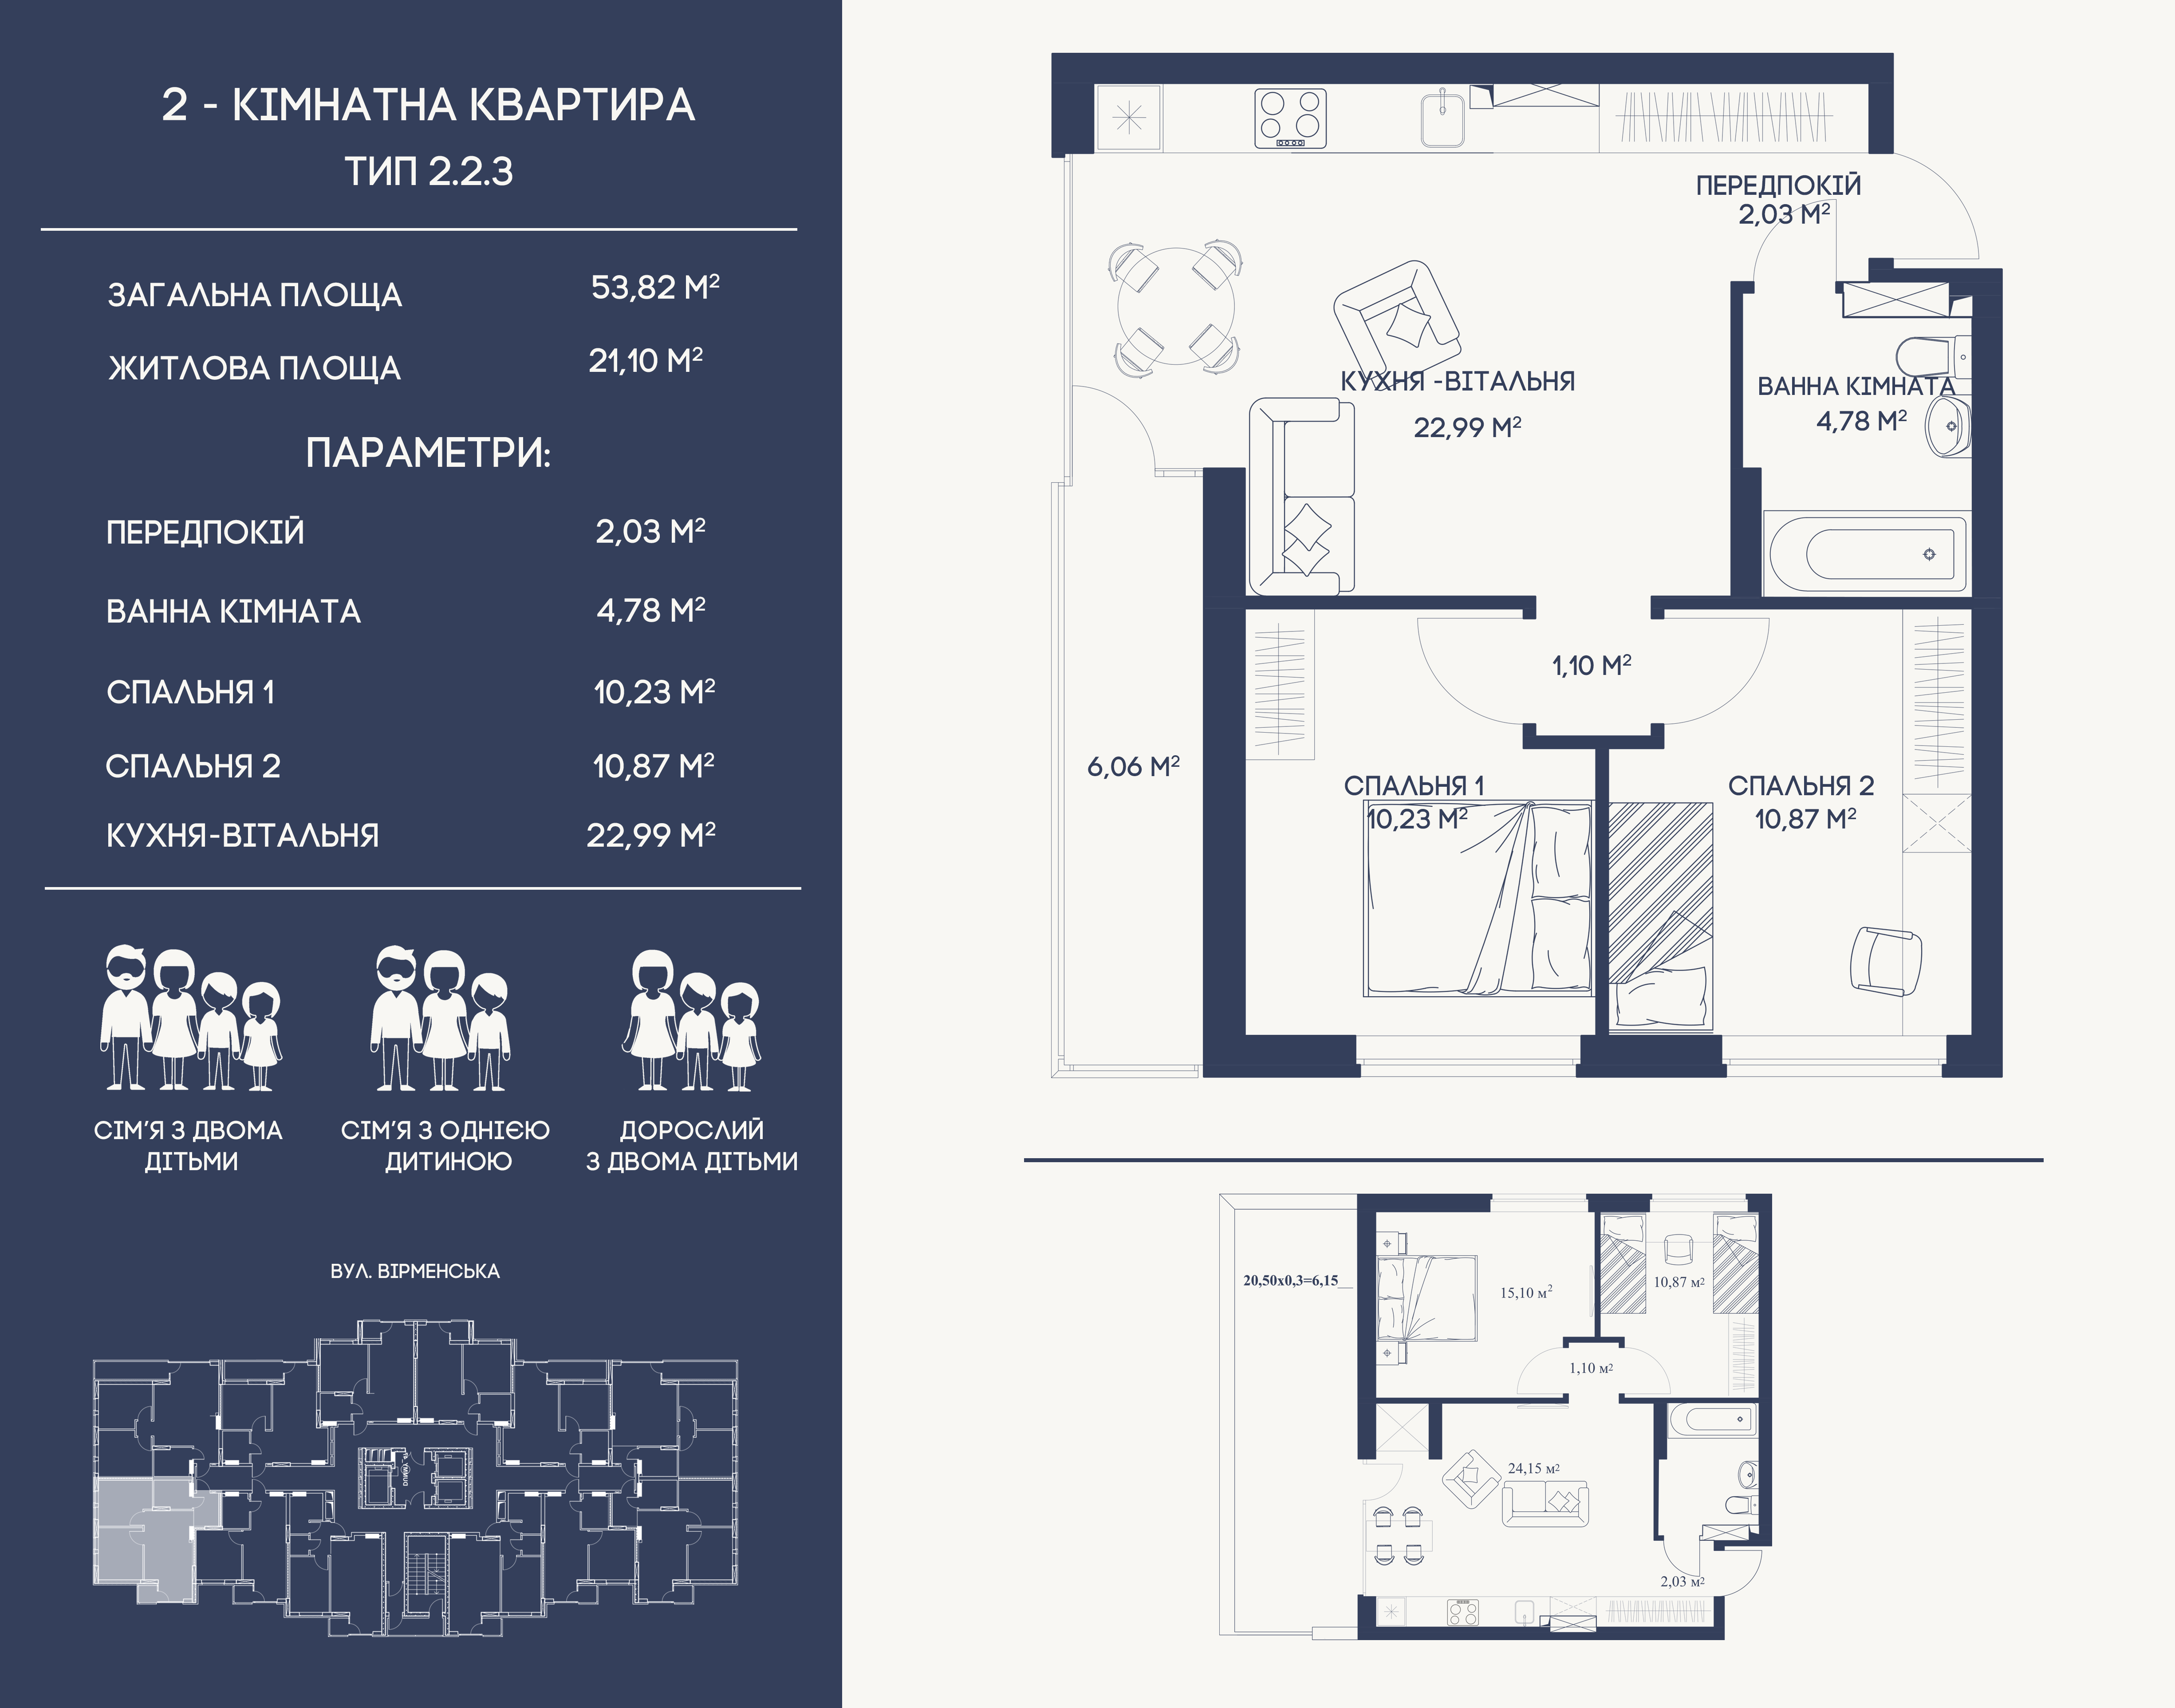 2 - КІМНАТНА КВАРТИРА
ТИП 2.2.3
ЗАГАЛЬНА ПЛОЩА 53,82 М²
ЖИТЛОВА ПЛОЩА 21,10 М²
ПАРАМЕТРИ:
ПЕРЕДПОКІЙ 2,03 М²
ВАННА КІМНАТА 4,78 М²
СПАЛЬНЯ 1 10,23 М²
СПАЛЬНЯ 2 10,87 М²
КУХНЯ-ВІТАЛЬНЯ 22,99 М²
СІМ'Я З ДВОМА
ДІТЬМИ
СІМ'Я З ОДНІЄЮ
ДИТИНОЮ
ДОРОСЛИЙ
З ДВОМА ДІТЬМИ
ВУЛ. ВІРМЕНСЬКА
ПЕРЕДПОКІЙ
2,03 М²
КУХНЯ -ВІТАЛЬНЯ
22,99 М²
ВАННА КІМНАТА
4,78 М²
1,10 М²
6,06 М²
СПАЛЬНЯ 1
10,23 М²
СПАЛЬНЯ 2
10,87 М²
20,50х0,3=6,15
15,10 м²
10,87 м²
1,10 м²
24,15 м²
2,03 м²